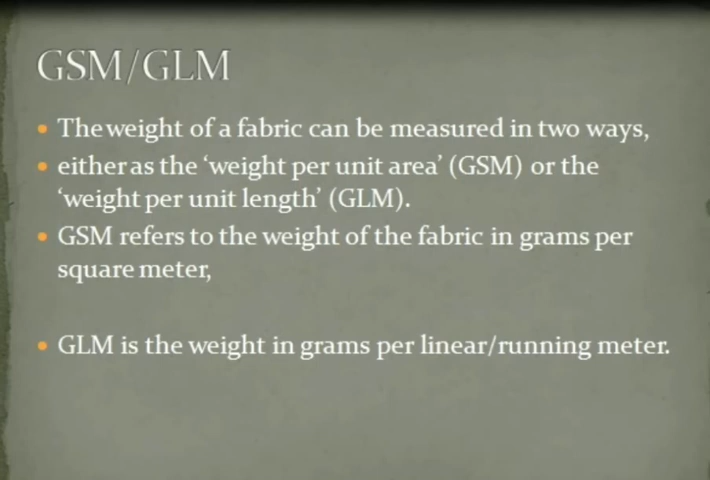 GSM/GLM
The weight of a fabric can be measured in two ways,
either as the ‘weight per unit area’ (GSM) or the
‘weight per unit length’ (GLM).
GSM refers to the weight of the fabric in grams per
square meter,
GLM is the weight in grams per linear/running meter.